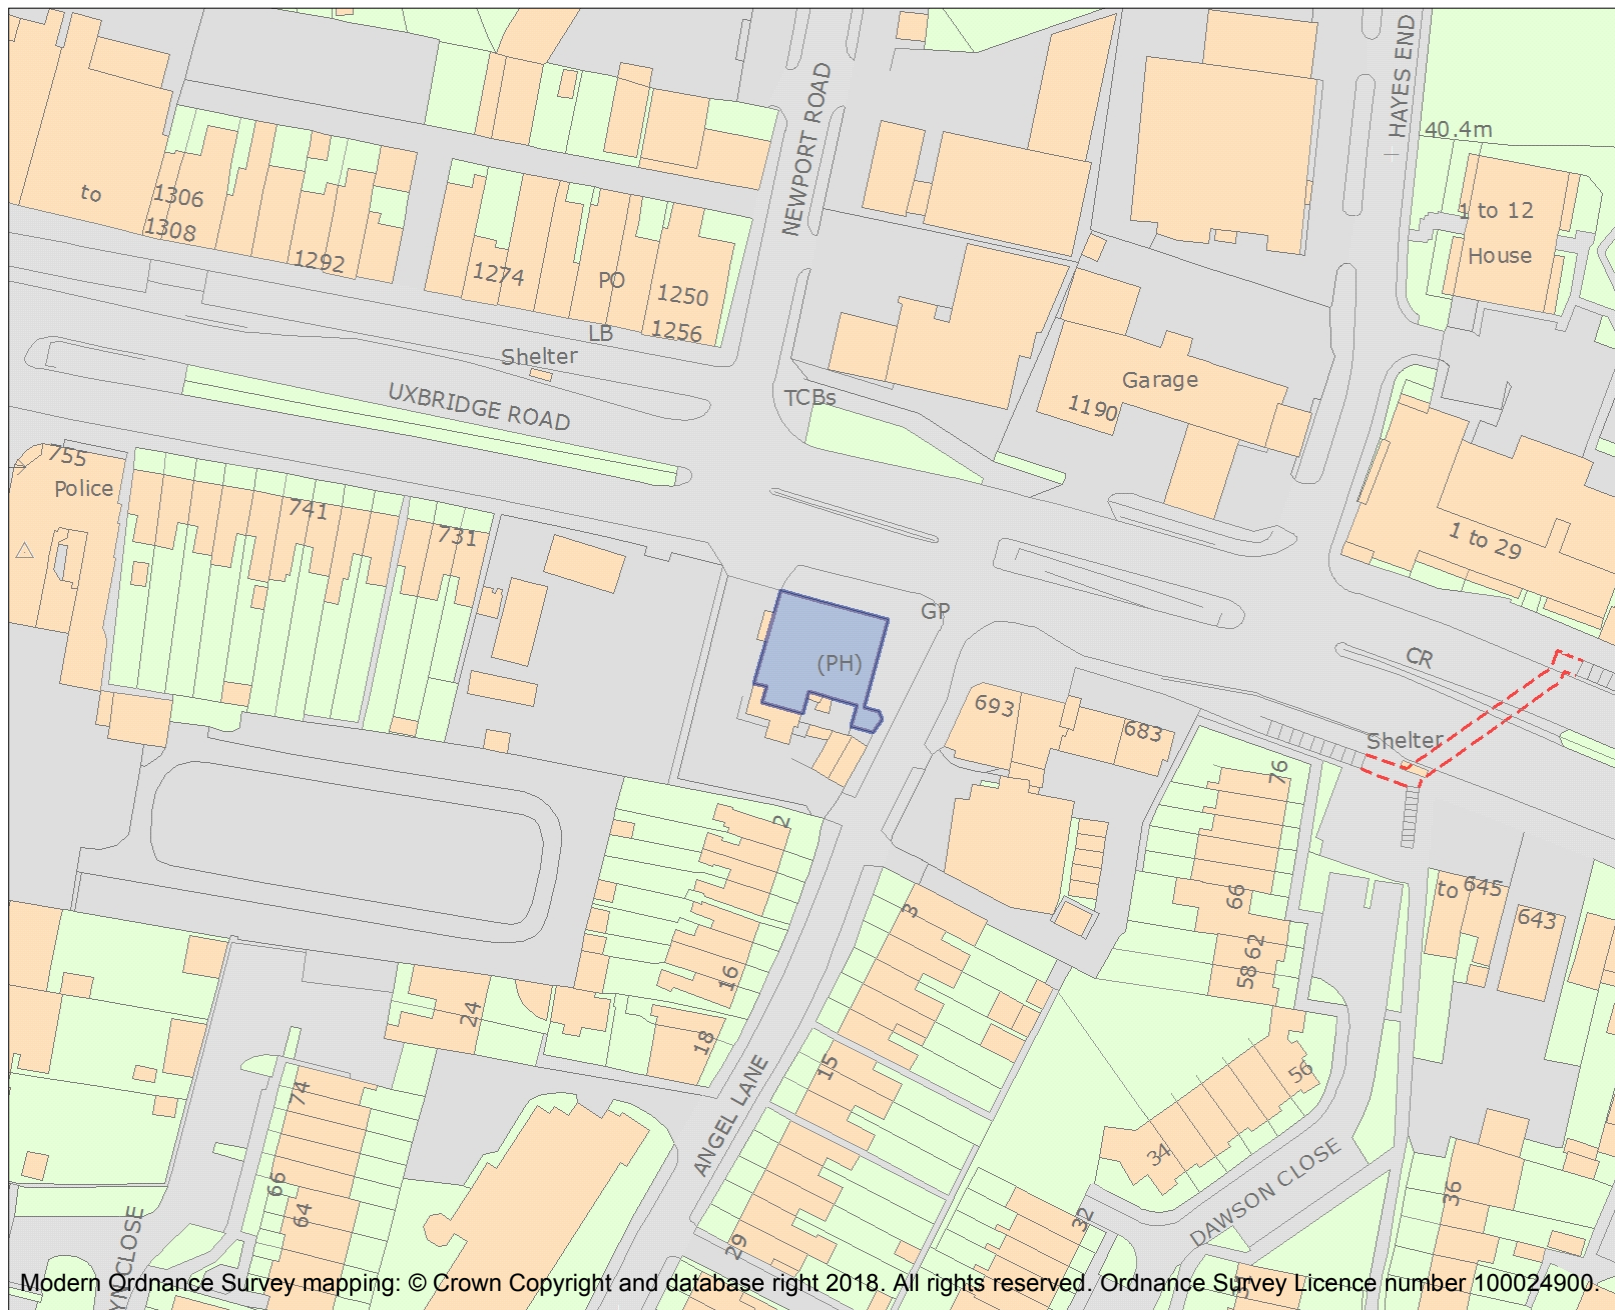 HAYES END
NEWPORT ROAD
40.4m
to
1306
1308
1292
1274
PO
1250
1256
LB
Shelter
1 to 12
House
UXBRIDGE ROAD
TCBs
Garage
1190
755
Police
741
731
1 to 29
GP
(PH)
CR
693
683
Shelter
76
2
66
62
58
to 645
643
3
16
24
18
15
56
34
74
ANGEL LANE
DAWSON CLOSE
66
64
36
32
29
CLOSE
Modern Ordnance Survey mapping: © Crown Copyright and database right 2018. All rights reserved. Ordnance Survey Licence number 100024900.